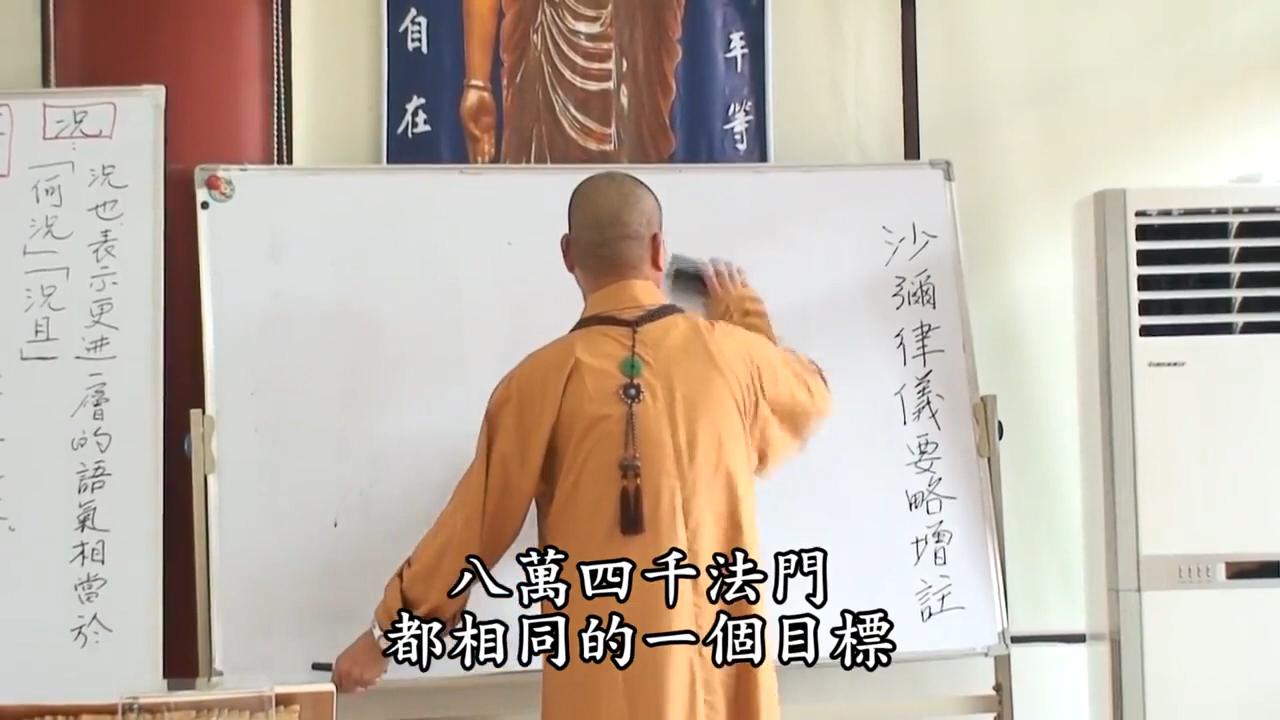 自在
平等
沙彌律儀要略增註
況：
況也表示更进一層的語氣相當於
「何況」「況且」
八萬四千法門
都相同的一個目標